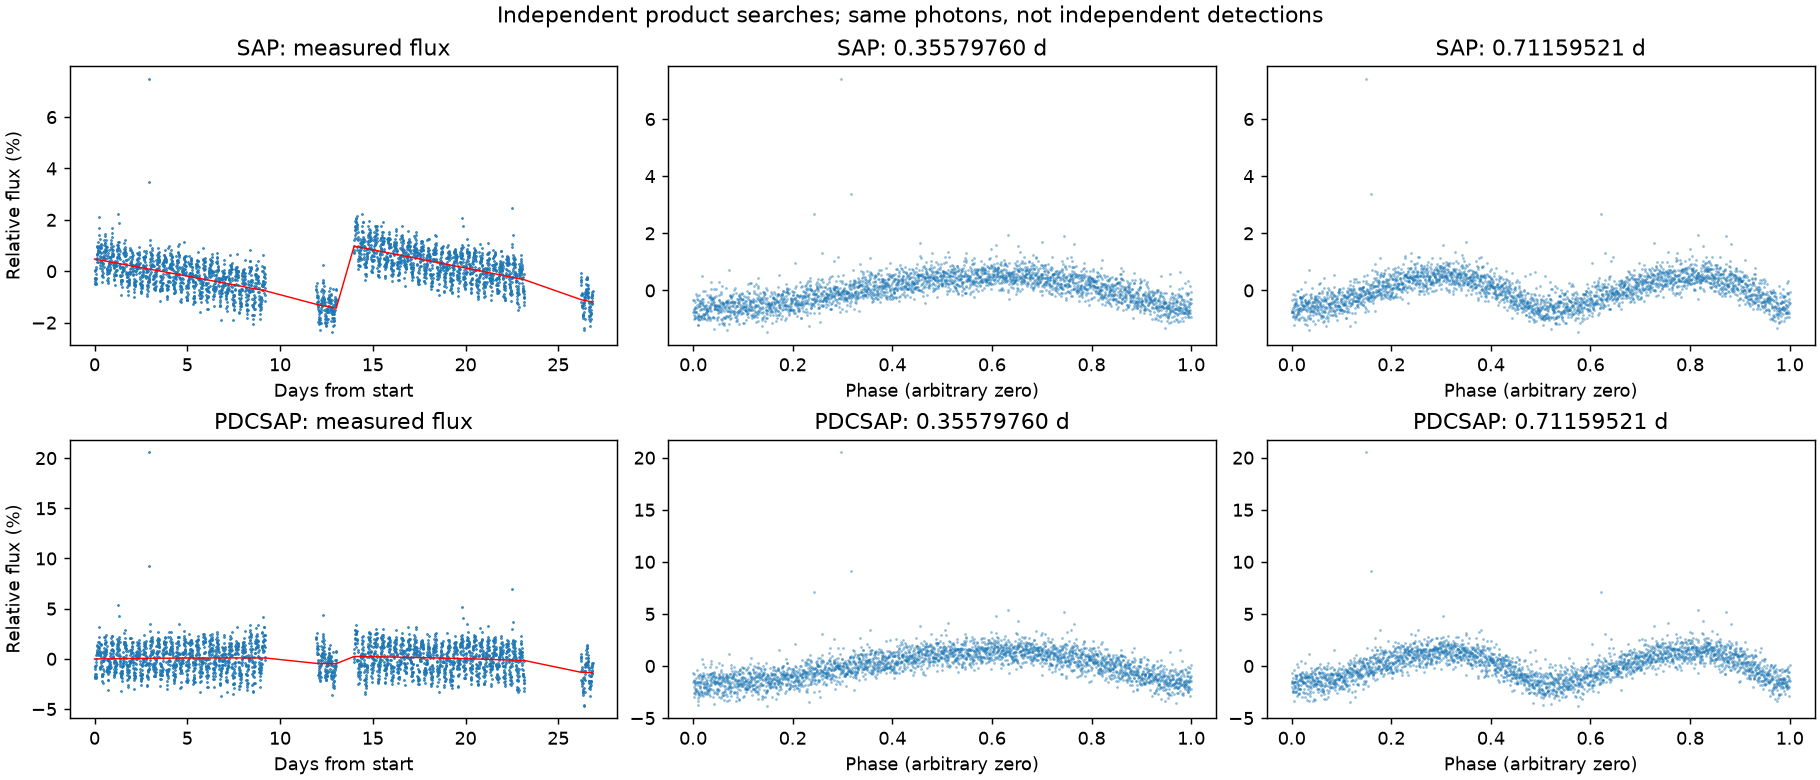 Independent product searches; same photons, not independent detections
SAP: measured flux
SAP: 0.35579760 d
SAP: 0.71159521 d
Relative flux (%)
6
4
2
0
−2
0 5 10 15 20 25
Days from start
6
4
2
0
0.0 0.2 0.4 0.6 0.8 1.0
Phase (arbitrary zero)
6
4
2
0
0.0 0.2 0.4 0.6 0.8 1.0
Phase (arbitrary zero)
PDCSAP: measured flux
PDCSAP: 0.35579760 d
PDCSAP: 0.71159521 d
Relative flux (%)
20
15
10
5
0
−5
0 5 10 15 20 25
Days from start
20
15
10
5
0
−5
0.0 0.2 0.4 0.6 0.8 1.0
Phase (arbitrary zero)
20
15
10
5
0
−5
0.0 0.2 0.4 0.6 0.8 1.0
Phase (arbitrary zero)